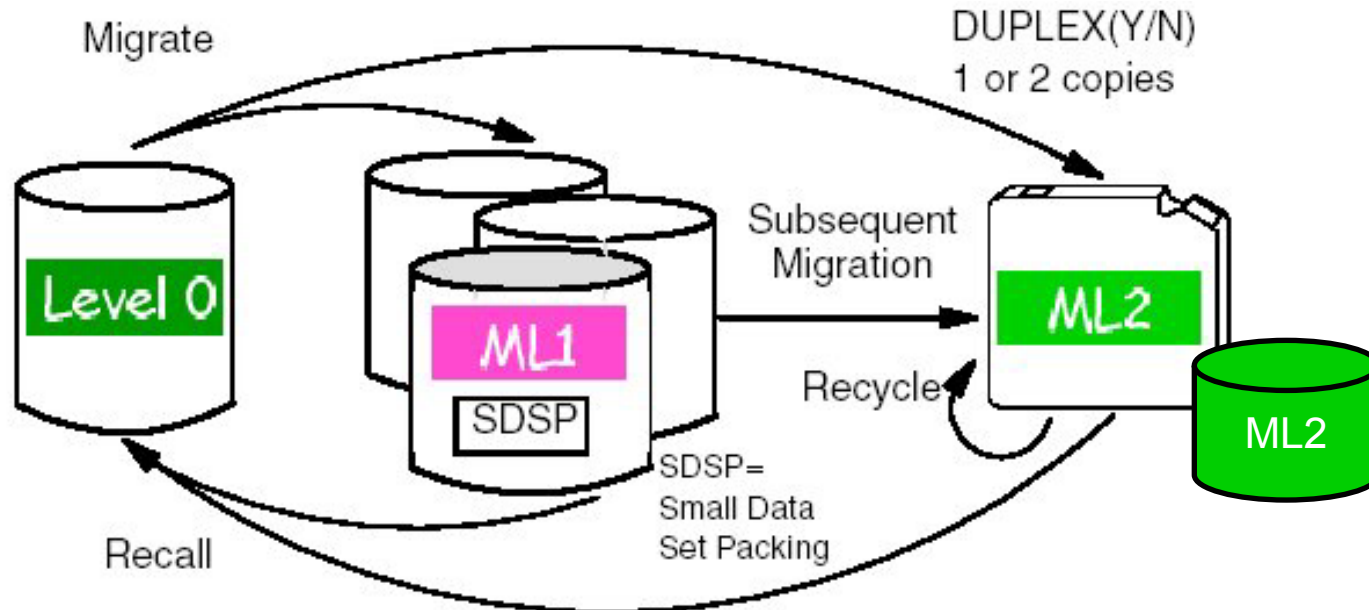 Migrate
DUPLEX(Y/N)
1 or 2 copies
Level 0
ML1
SDSP
Subsequent
Migration
ML2
Recycle
ML2
SDSP=
Small Data
Set Packing
Recall